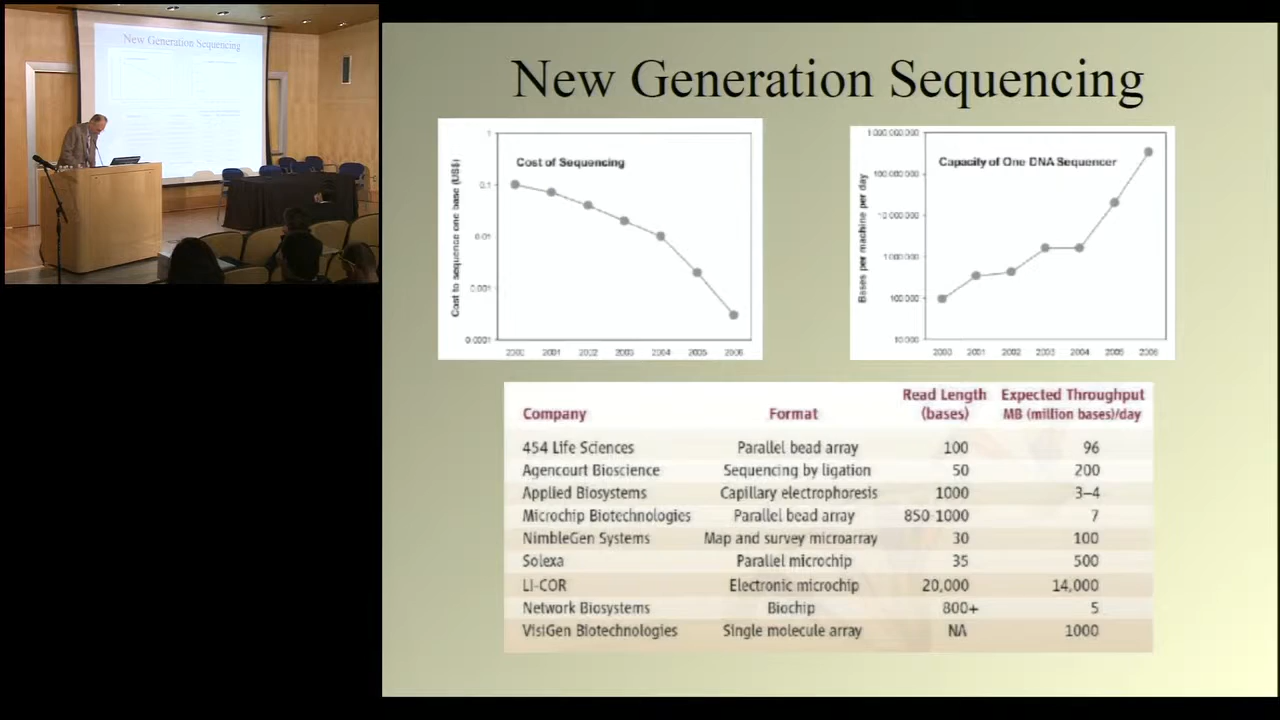 New Generation Sequencing
New Generation Sequencing
Cost of Sequencing
Cost to sequence one base (US$)
1
0.1
0.01
0.001
0.0001
2000 2001 2002 2003 2004 2005 2006
Capacity of One DNA Sequencer
Bases per machine per day
1 000 000 000
100 000 000
10 000 000
1 000 000
100 000
10 000
2000 2001 2002 2003 2004 2005 2006
Company Format Read Length (bases) Expected Throughput MB (million bases)/day
454 Life Sciences Parallel bead array 100 96
Agencourt Bioscience Sequencing by ligation 50 200
Applied Biosystems Capillary electrophoresis 1000 3–4
Microchip Biotechnologies Parallel bead array 850-1000 7
NimbleGen Systems Map and survey microarray 30 100
Solexa Parallel microchip 35 500
LI-COR Electronic microchip 20,000 14,000
Network Biosystems Biochip 800+ 5
VisiGen Biotechnologies Single molecule array NA 1000